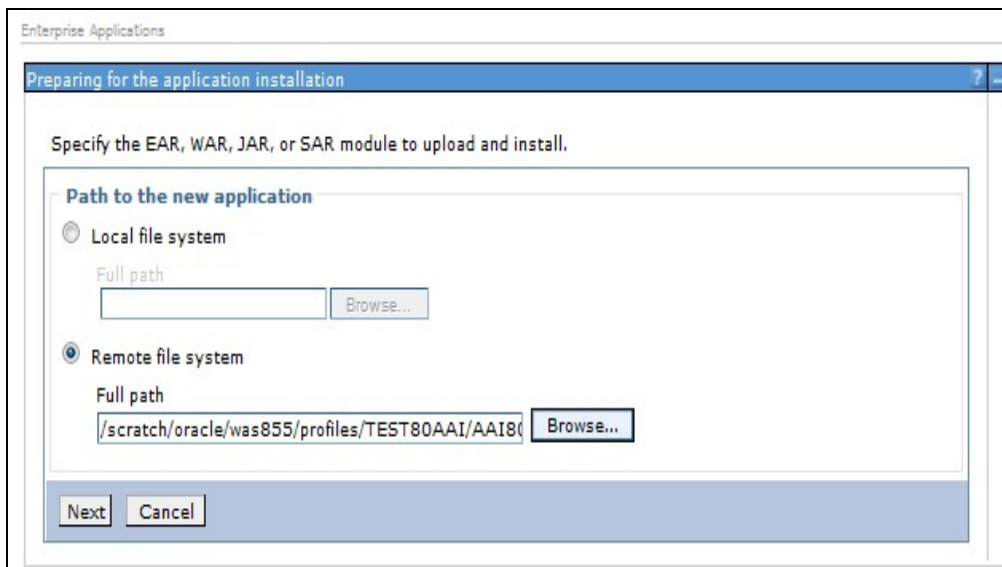 Enterprise Applications
Preparing for the application installation ? -
Specify the EAR, WAR, JAR, or SAR module to upload and install.
Path to the new application
Local file system
Full path
Browse...
Remote file system
Full path
/scratch/oracle/was855/profiles/TEST80AAI/AAI80 Browse...
Next Cancel